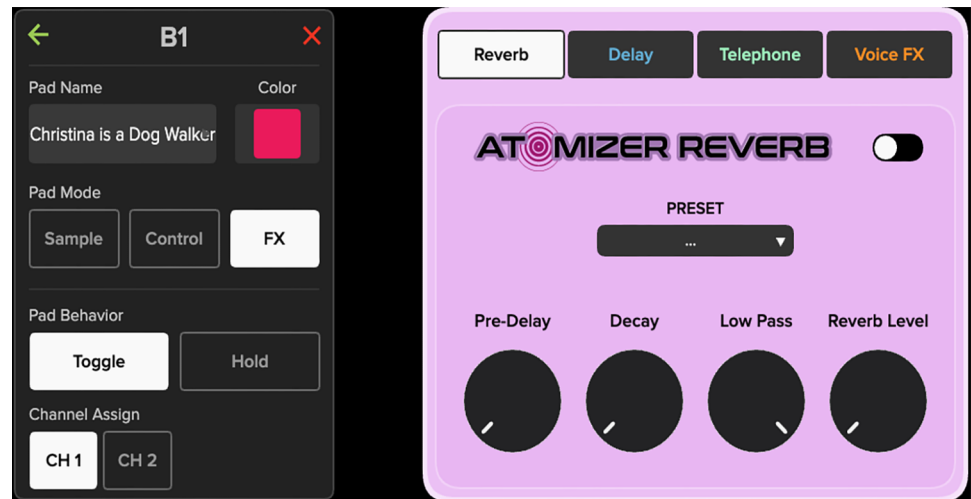 B1
Pad Name
Color
Christina is a Dog Walker
Pad Mode
Sample
Control
FX
Pad Behavior
Toggle
Hold
Channel Assign
CH 1
CH 2
Reverb
Delay
Telephone
Voice FX
ATOMIZER REVERB
PRESET
...
Pre-Delay
Decay
Low Pass
Reverb Level